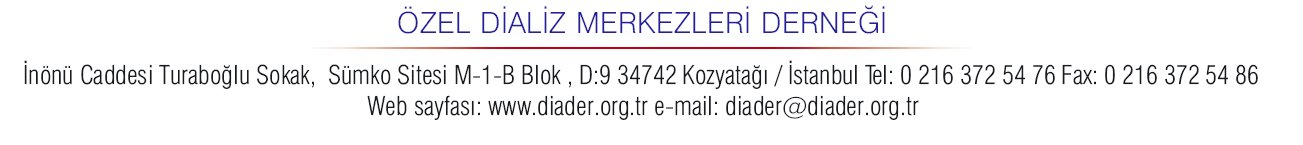 ÖZEL DİALİZ MERKEZLERİ DERNEĞİ
İnönü Caddesi Turaboğlu Sokak, Sümko Sitesi M-1-B Blok , D:9 34742 Kozyatağı / İstanbul Tel: 0 216 372 54 76 Fax: 0 216 372 54 86
Web sayfası: www.diader.org.tr e-mail: diader@diader.org.tr